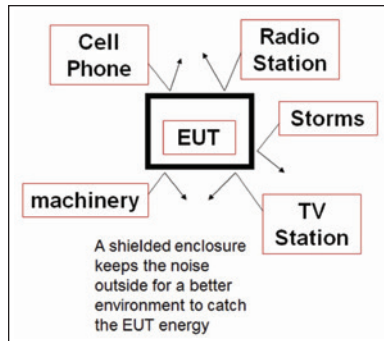 Cell
Phone
Radio
Station
Storms
EUT
machinery
TV
Station
A shielded enclosure
keeps the noise
outside for a better
environment to catch
the EUT energy